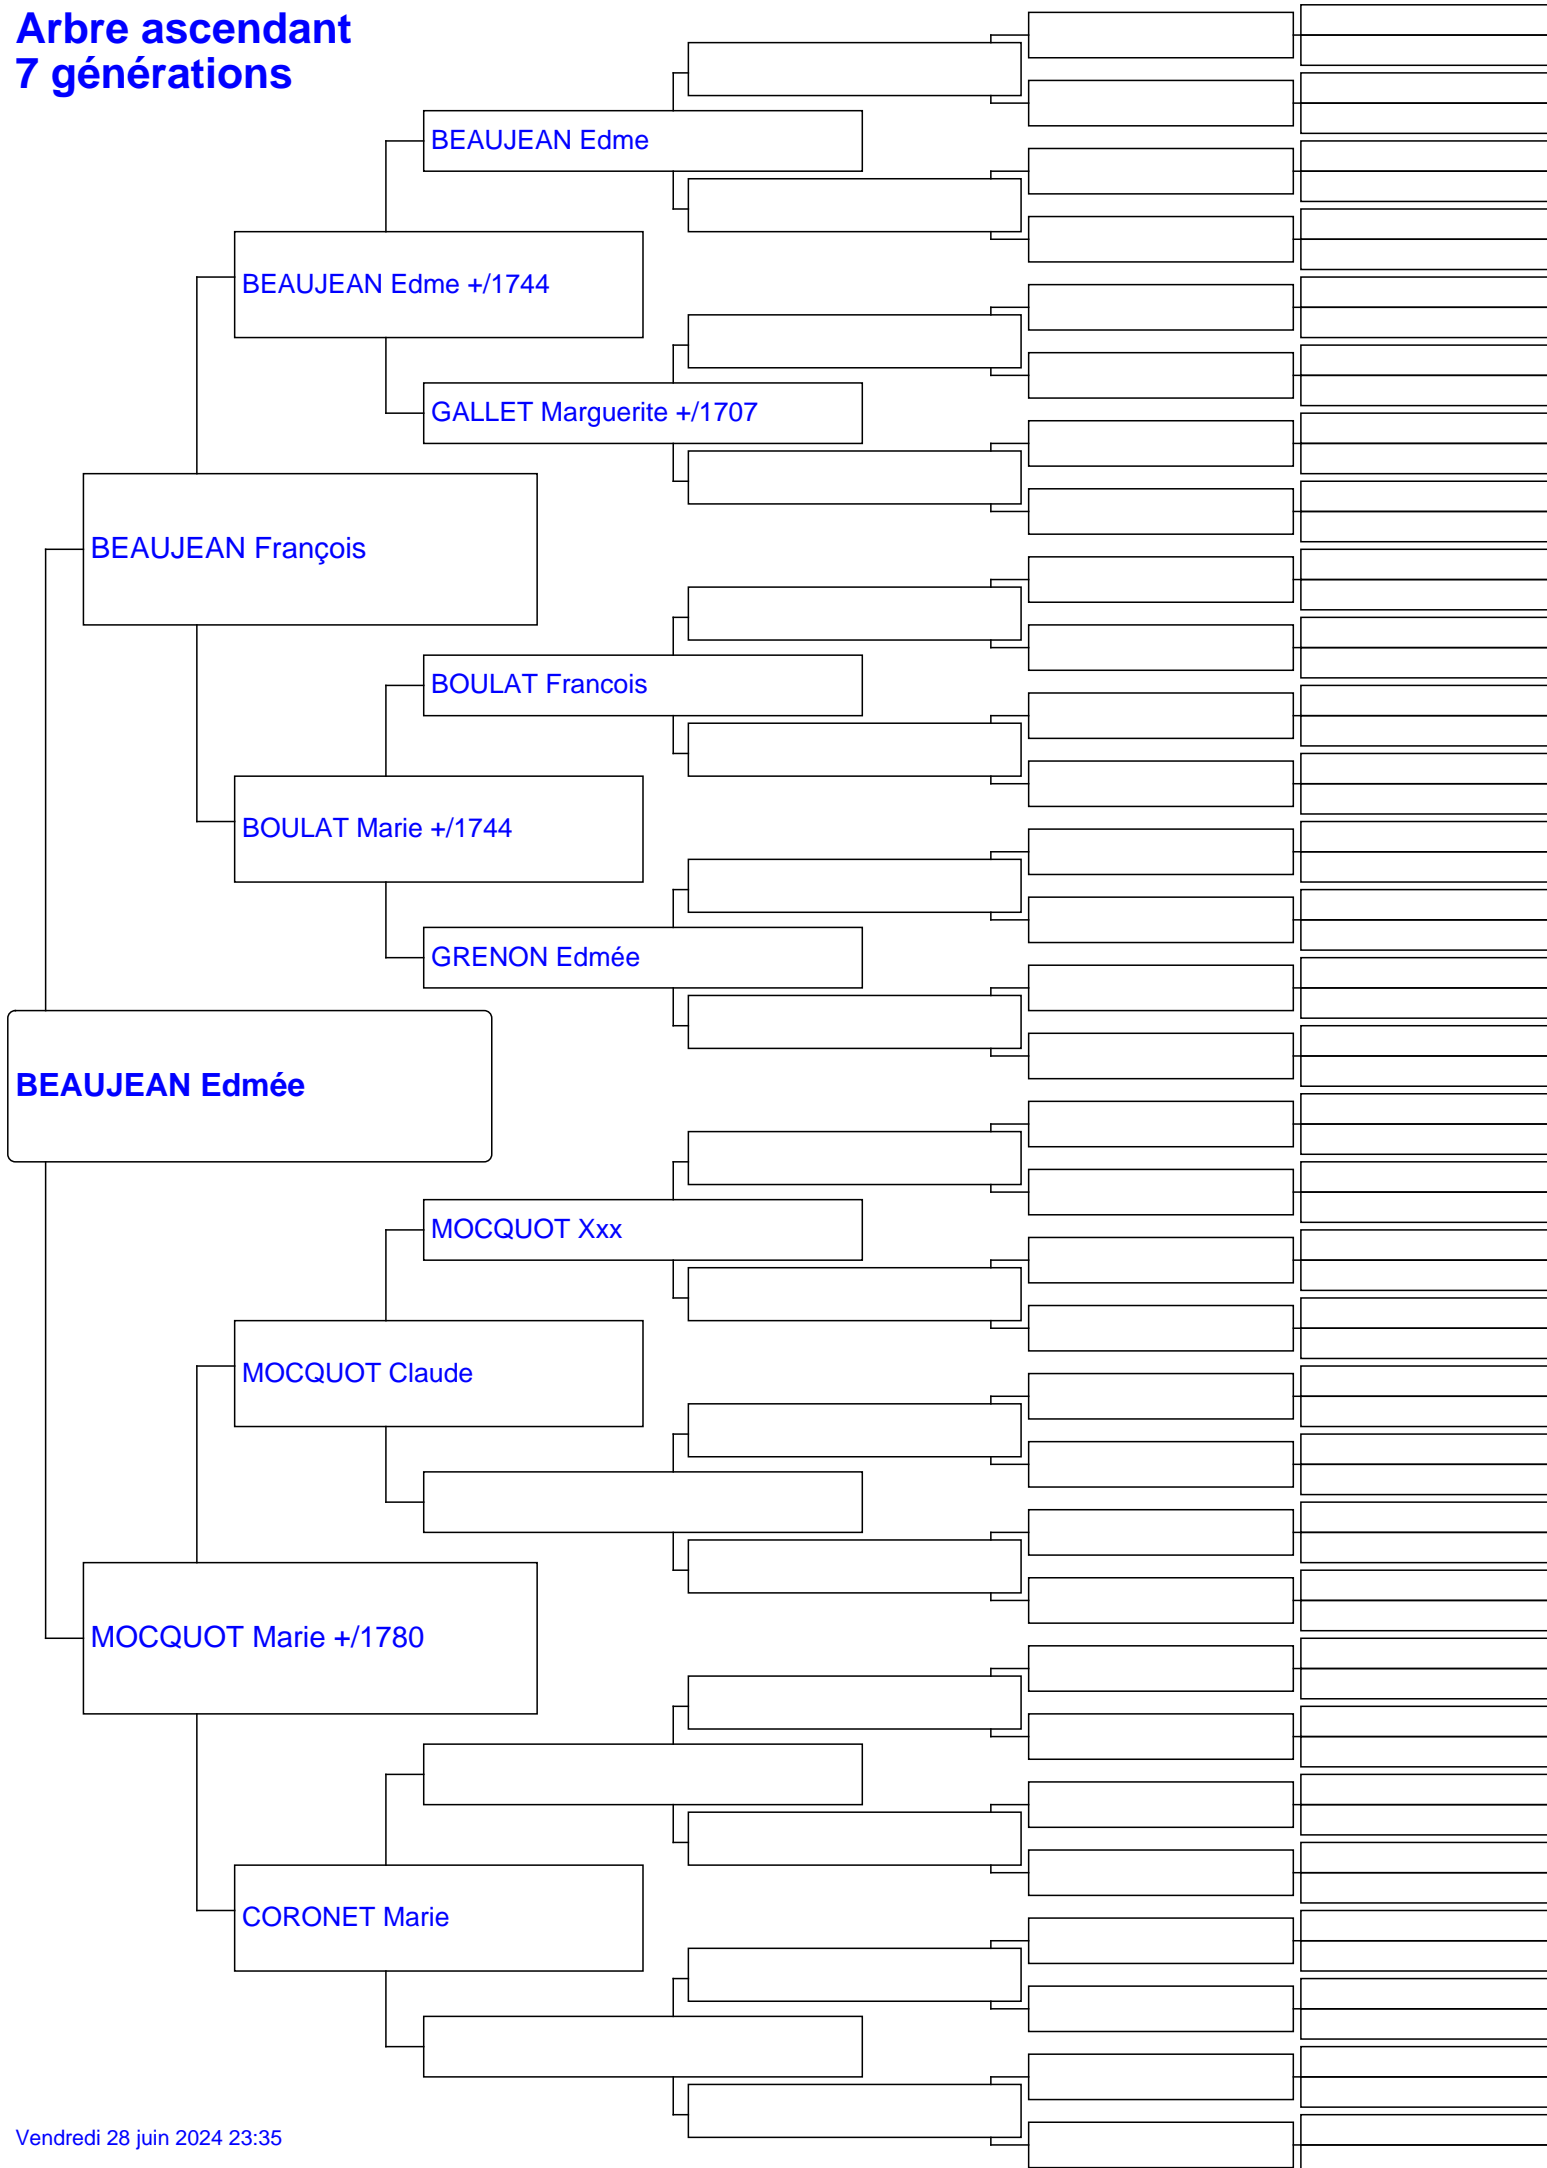 Arbre ascendant
7 générations
BEAUJEAN Edme
BEAUJEAN Edme +/1744
GALLET Marguerite +/1707
BEAUJEAN François
BOULAT Francois
BOULAT Marie +/1744
GRENON Edmée
BEAUJEAN Edmée
MOCQUOT Xxx
MOCQUOT Claude
MOCQUOT Marie +/1780
CORONET Marie
Vendredi 28 juin 2024 23:35